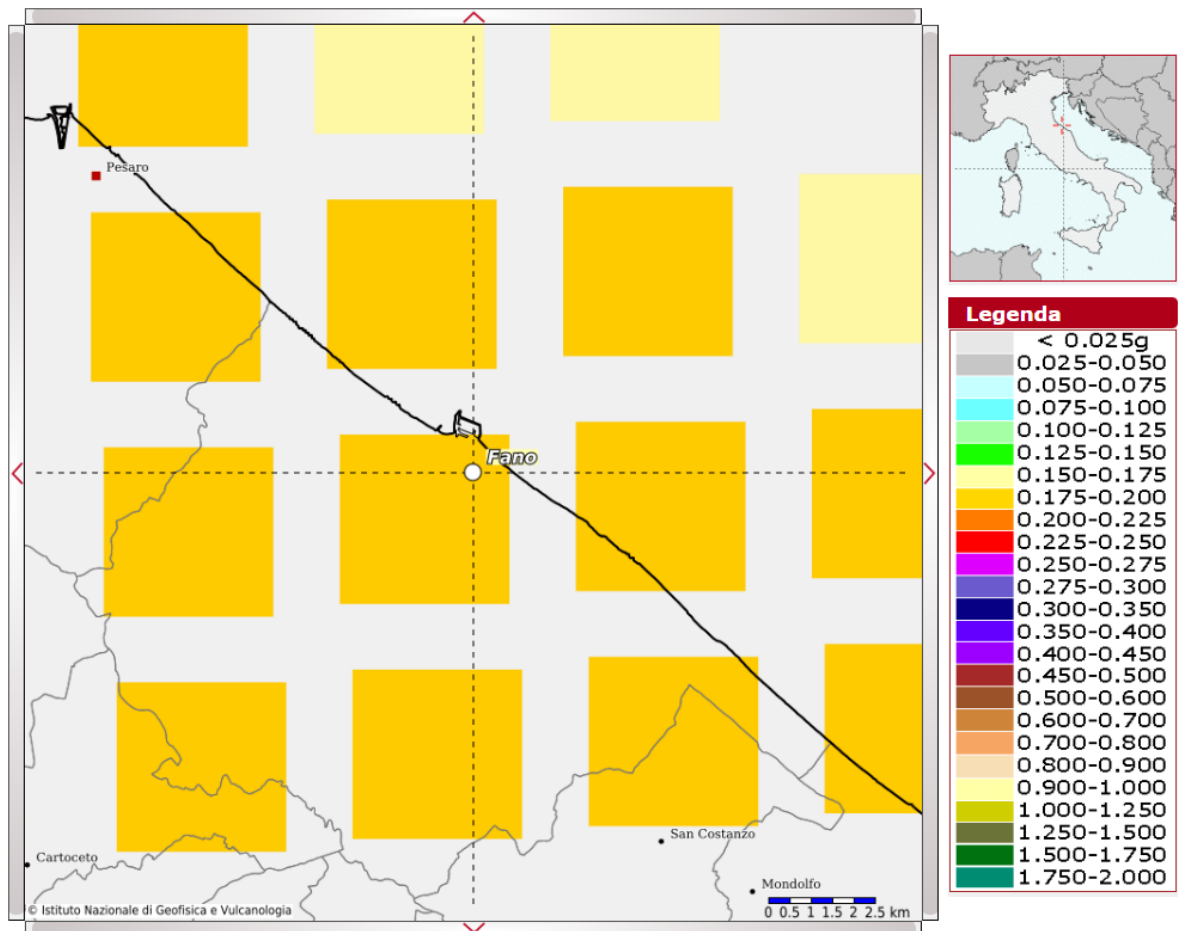 Pesaro
Fano
Cartoceto
San Costanzo
Mondolfo
© Istituto Nazionale di Geofisica e Vulcanologia
0 0.5 1 1.5 2 2.5 km
Legenda
< 0.025g
0.025-0.050
0.050-0.075
0.075-0.100
0.100-0.125
0.125-0.150
0.150-0.175
0.175-0.200
0.200-0.225
0.225-0.250
0.250-0.275
0.275-0.300
0.300-0.350
0.350-0.400
0.400-0.450
0.450-0.500
0.500-0.600
0.600-0.700
0.700-0.800
0.800-0.900
0.900-1.000
1.000-1.250
1.250-1.500
1.500-1.750
1.750-2.000